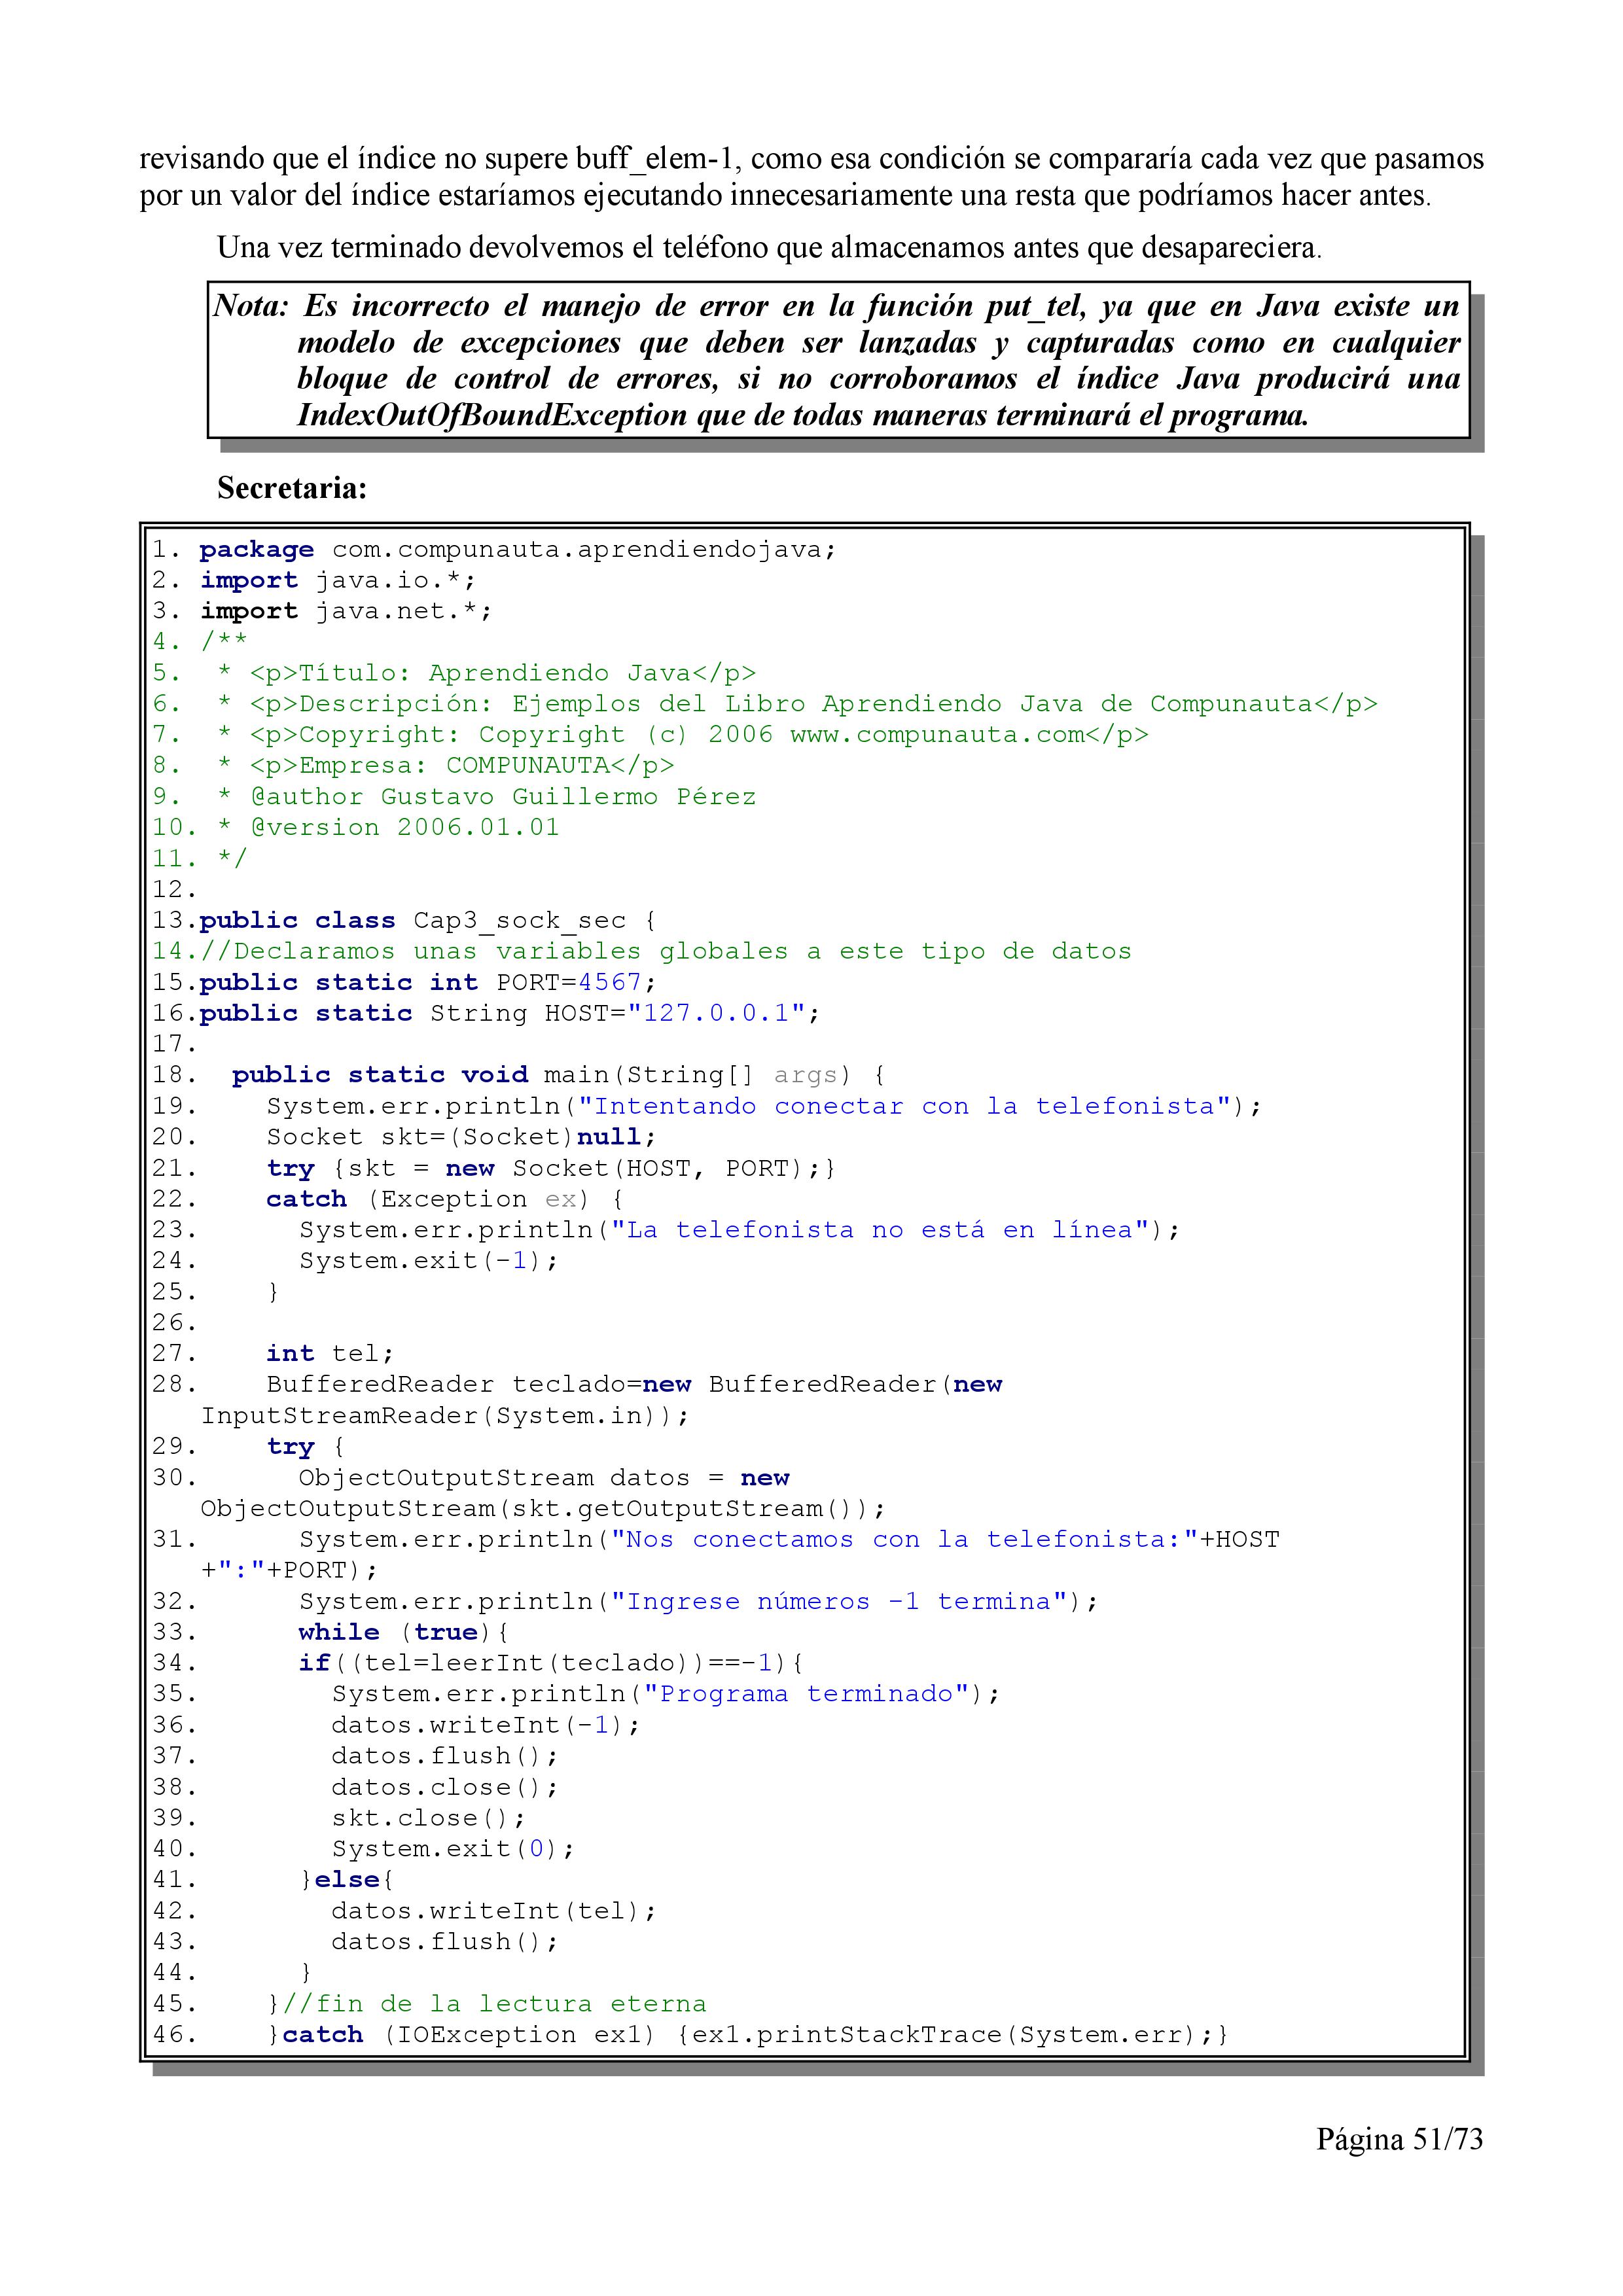 revisando que el índice no supere buff_elem-1, como esa condición se compararía cada vez que pasamos
por un valor del índice estaríamos ejecutando innecesariamente una resta que podríamos hacer antes.
Una vez terminado devolvemos el teléfono que almacenamos antes que desapareciera.
Nota: Es incorrecto el manejo de error en la función put_tel, ya que en Java existe un
modelo de excepciones que deben ser lanzadas y capturadas como en cualquier
bloque de control de errores, si no corroboramos el índice Java producirá una
IndexOutOfBoundException que de todas maneras terminará el programa.
Secretaria:
1. package com.compunauta.aprendiendojava;
2. import java.io.*;
3. import java.net.*;
4. /**
5.  * <p>Título: Aprendiendo Java</p>
6.  * <p>Descripción: Ejemplos del Libro Aprendiendo Java de Compunauta</p>
7.  * <p>Copyright: Copyright (c) 2006 www.compunauta.com</p>
8.  * <p>Empresa: COMPUNAUTA</p>
9.  * @author Gustavo Guillermo Pérez
10. * @version 2006.01.01
11. */
12.
13.public class Cap3_sock_sec {
14.//Declaramos unas variables globales a este tipo de datos
15.public static int PORT=4567;
16.public static String HOST="127.0.0.1";
17.
18.  public static void main(String[] args) {
19.    System.err.println("Intentando conectar con la telefonista");
20.    Socket skt=(Socket)null;
21.    try {skt = new Socket(HOST, PORT);}
22.    catch (Exception ex) {
23.      System.err.println("La telefonista no está en línea");
24.      System.exit(-1);
25.    }
26.
27.    int tel;
28.    BufferedReader teclado=new BufferedReader(new
InputStreamReader(System.in));
29.    try {
30.      ObjectOutputStream datos = new
ObjectOutputStream(skt.getOutputStream());
31.      System.err.println("Nos conectamos con la telefonista:"+HOST
+":"+PORT);
32.      System.err.println("Ingrese números -1 termina");
33.      while (true){
34.      if((tel=leerInt(teclado))==-1){
35.        System.err.println("Programa terminado");
36.        datos.writeInt(-1);
37.        datos.flush();
38.        datos.close();
39.        skt.close();
40.        System.exit(0);
41.      }else{
42.        datos.writeInt(tel);
43.        datos.flush();
44.      }
45.    }//fin de la lectura eterna
46.    }catch (IOException ex1) {ex1.printStackTrace(System.err);}
Página 51/73